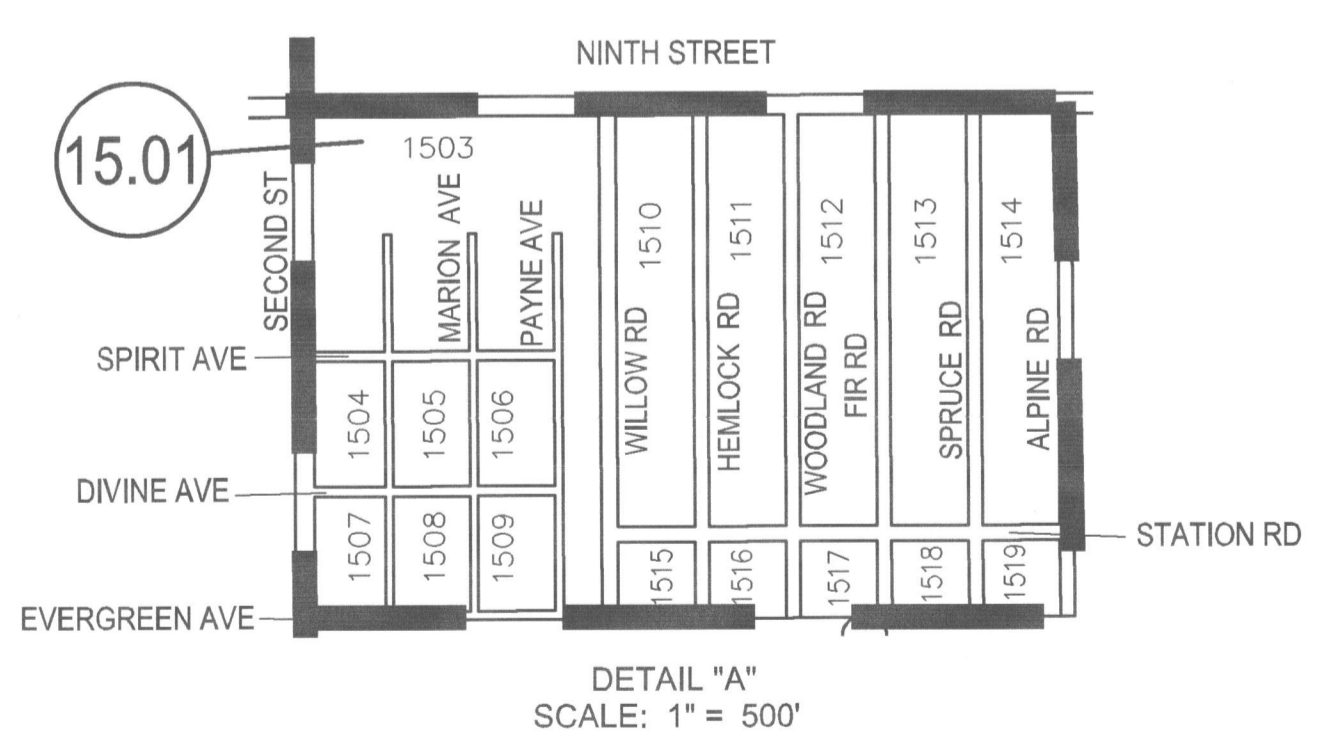 NINTH STREET
15.01
1503
SECOND ST
MARION AVE
PAYNE AVE
1510
1511
1512
1513
1514
WILLOW RD
HEMLOCK RD
WOODLAND RD
FIR RD
SPRUCE RD
ALPINE RD
SPIRIT AVE
1504
1505
1506
DIVINE AVE
1507
1508
1509
STATION RD
1515
1516
1517
1518
1519
EVERGREEN AVE
DETAIL "A"
SCALE: 1" = 500'